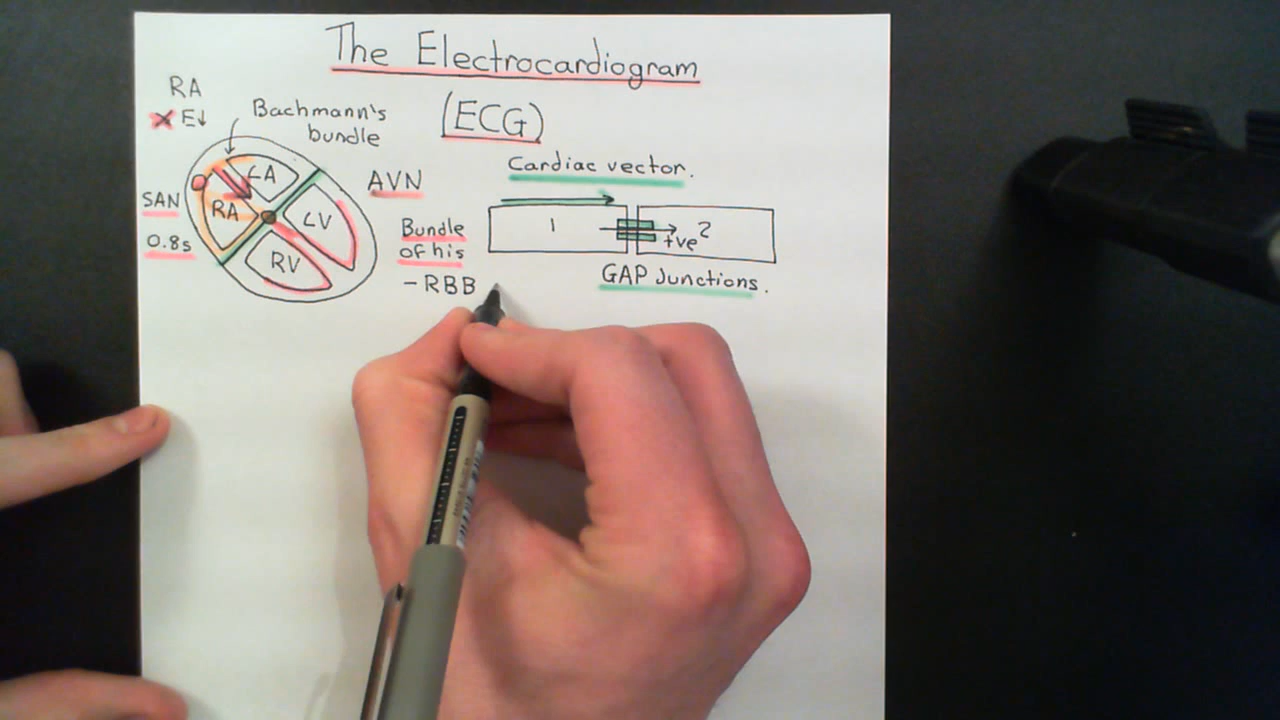 The Electrocardiogram
(ECG)
RA
X E↓
Bachmann's
bundle
LA
RA
LV
RV
SAN
0.8s
AVN
Bundle
of his
- RBB
Cardiac vector.
1
+ve 2
GAP Junctions.